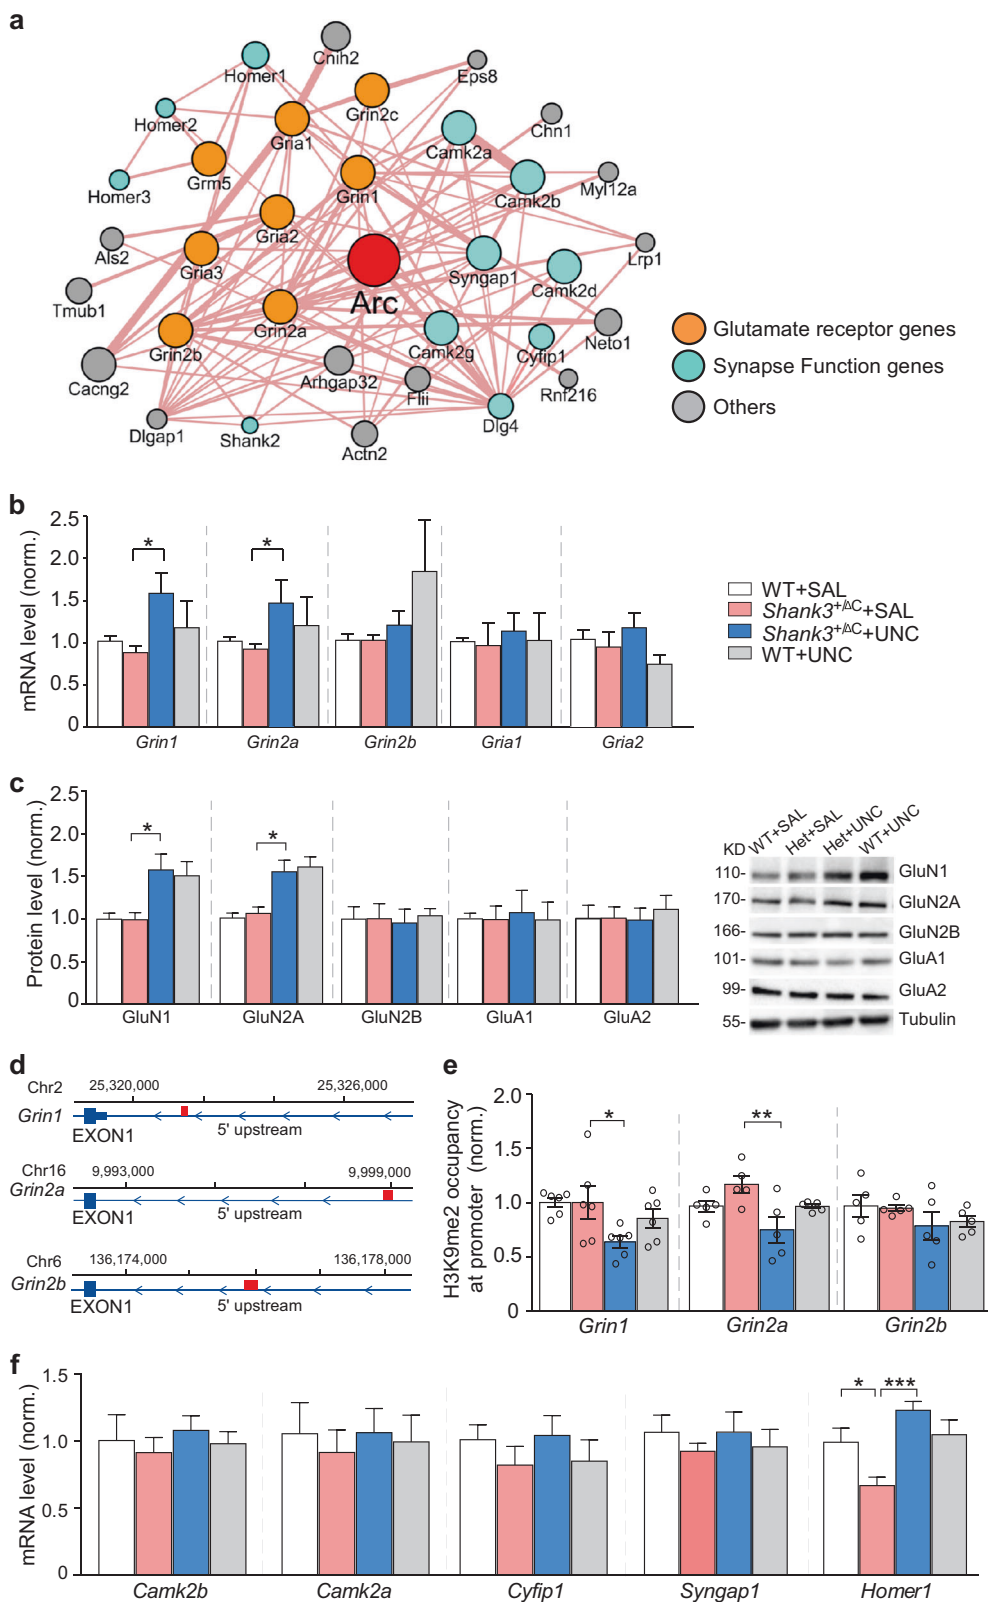 a
Cnih2
Homer1
Eps8
Grin2c
Homer2
Gria1
Chn1
Camk2a
Grm5
Homer3
Grin1
Camk2b
Myl12a
Gria2
Als2
Gria3
Syngap1
Lrp1
Camk2d
Arc
Tmub1
Grin2a
Grin2b
Camk2g
Cyfip1
Neto1
Cacng2
Arhgap32
Flii
Rnf216
Dlgap1
Shank2
Dlg4
Actn2
Glutamate receptor genes
Synapse Function genes
Others
b
mRNA level (norm.)
2.5
2.0
1.5
1.0
0.5
0
* *
Grin1 Grin2a Grin2b Gria1 Gria2
WT+SAL
Shank3+/ΔC+SAL
Shank3+/ΔC+UNC
WT+UNC
c
Protein level (norm.)
2.5
2.0
1.5
1.0
0.5
0
* *
GluN1 GluN2A GluN2B GluA1 GluA2
KD WT+SAL Het+SAL Het+UNC WT+UNC
110- GluN1
170- GluN2A
166- GluN2B
101- GluA1
99- GluA2
55- Tubulin
d
Chr2 25,320,000 25,326,000
Grin1
EXON1 5' upstream
Chr16 9,993,000 9,999,000
Grin2a
EXON1 5' upstream
Chr6 136,174,000 136,178,000
Grin2b
EXON1 5' upstream
e
H3K9me2 occupancy
at promoter (norm.)
2.0
1.5
1.0
0.5
0
* **
Grin1 Grin2a Grin2b
f
mRNA level (norm.)
1.5
1.0
0.5
0
* ***
Camk2b Camk2a Cyfip1 Syngap1 Homer1